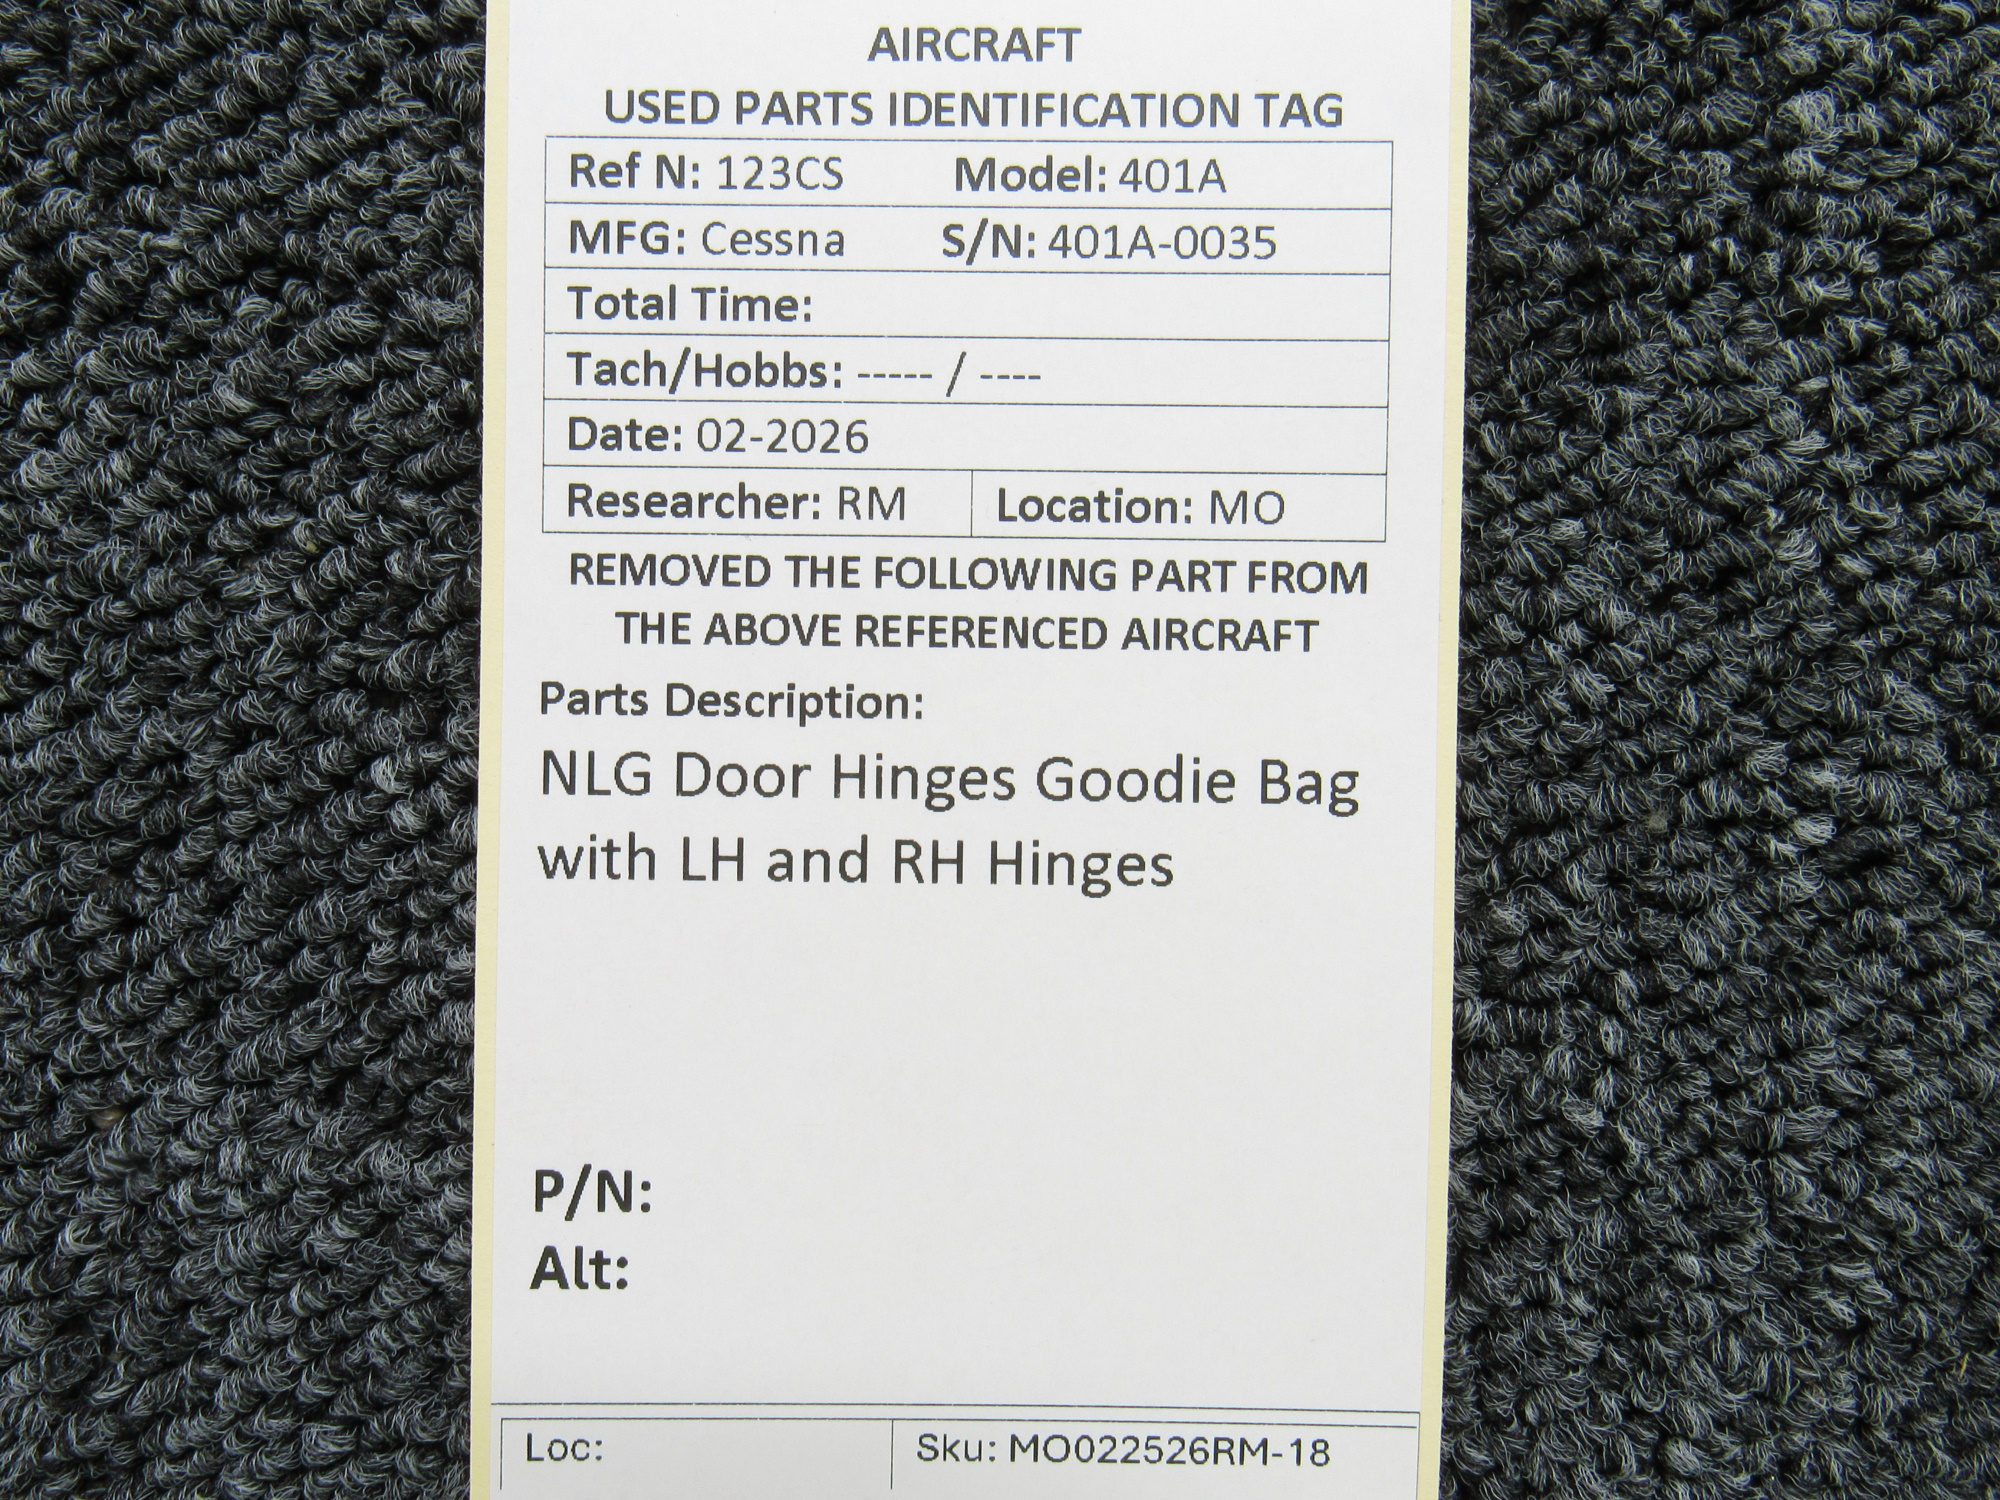 AIRCRAFT
USED PARTS IDENTIFICATION TAG
Ref N: 123CS Model: 401A
MFG: Cessna S/N: 401A-0035
Total Time:
Tach/Hobbs: ----- / ----
Date: 02-2026
Researcher: RM Location: MO
REMOVED THE FOLLOWING PART FROM
THE ABOVE REFERENCED AIRCRAFT
Parts Description:
NLG Door Hinges Goodie Bag
with LH and RH Hinges
P/N:
Alt:
Loc: Sku: MO022526RM-18